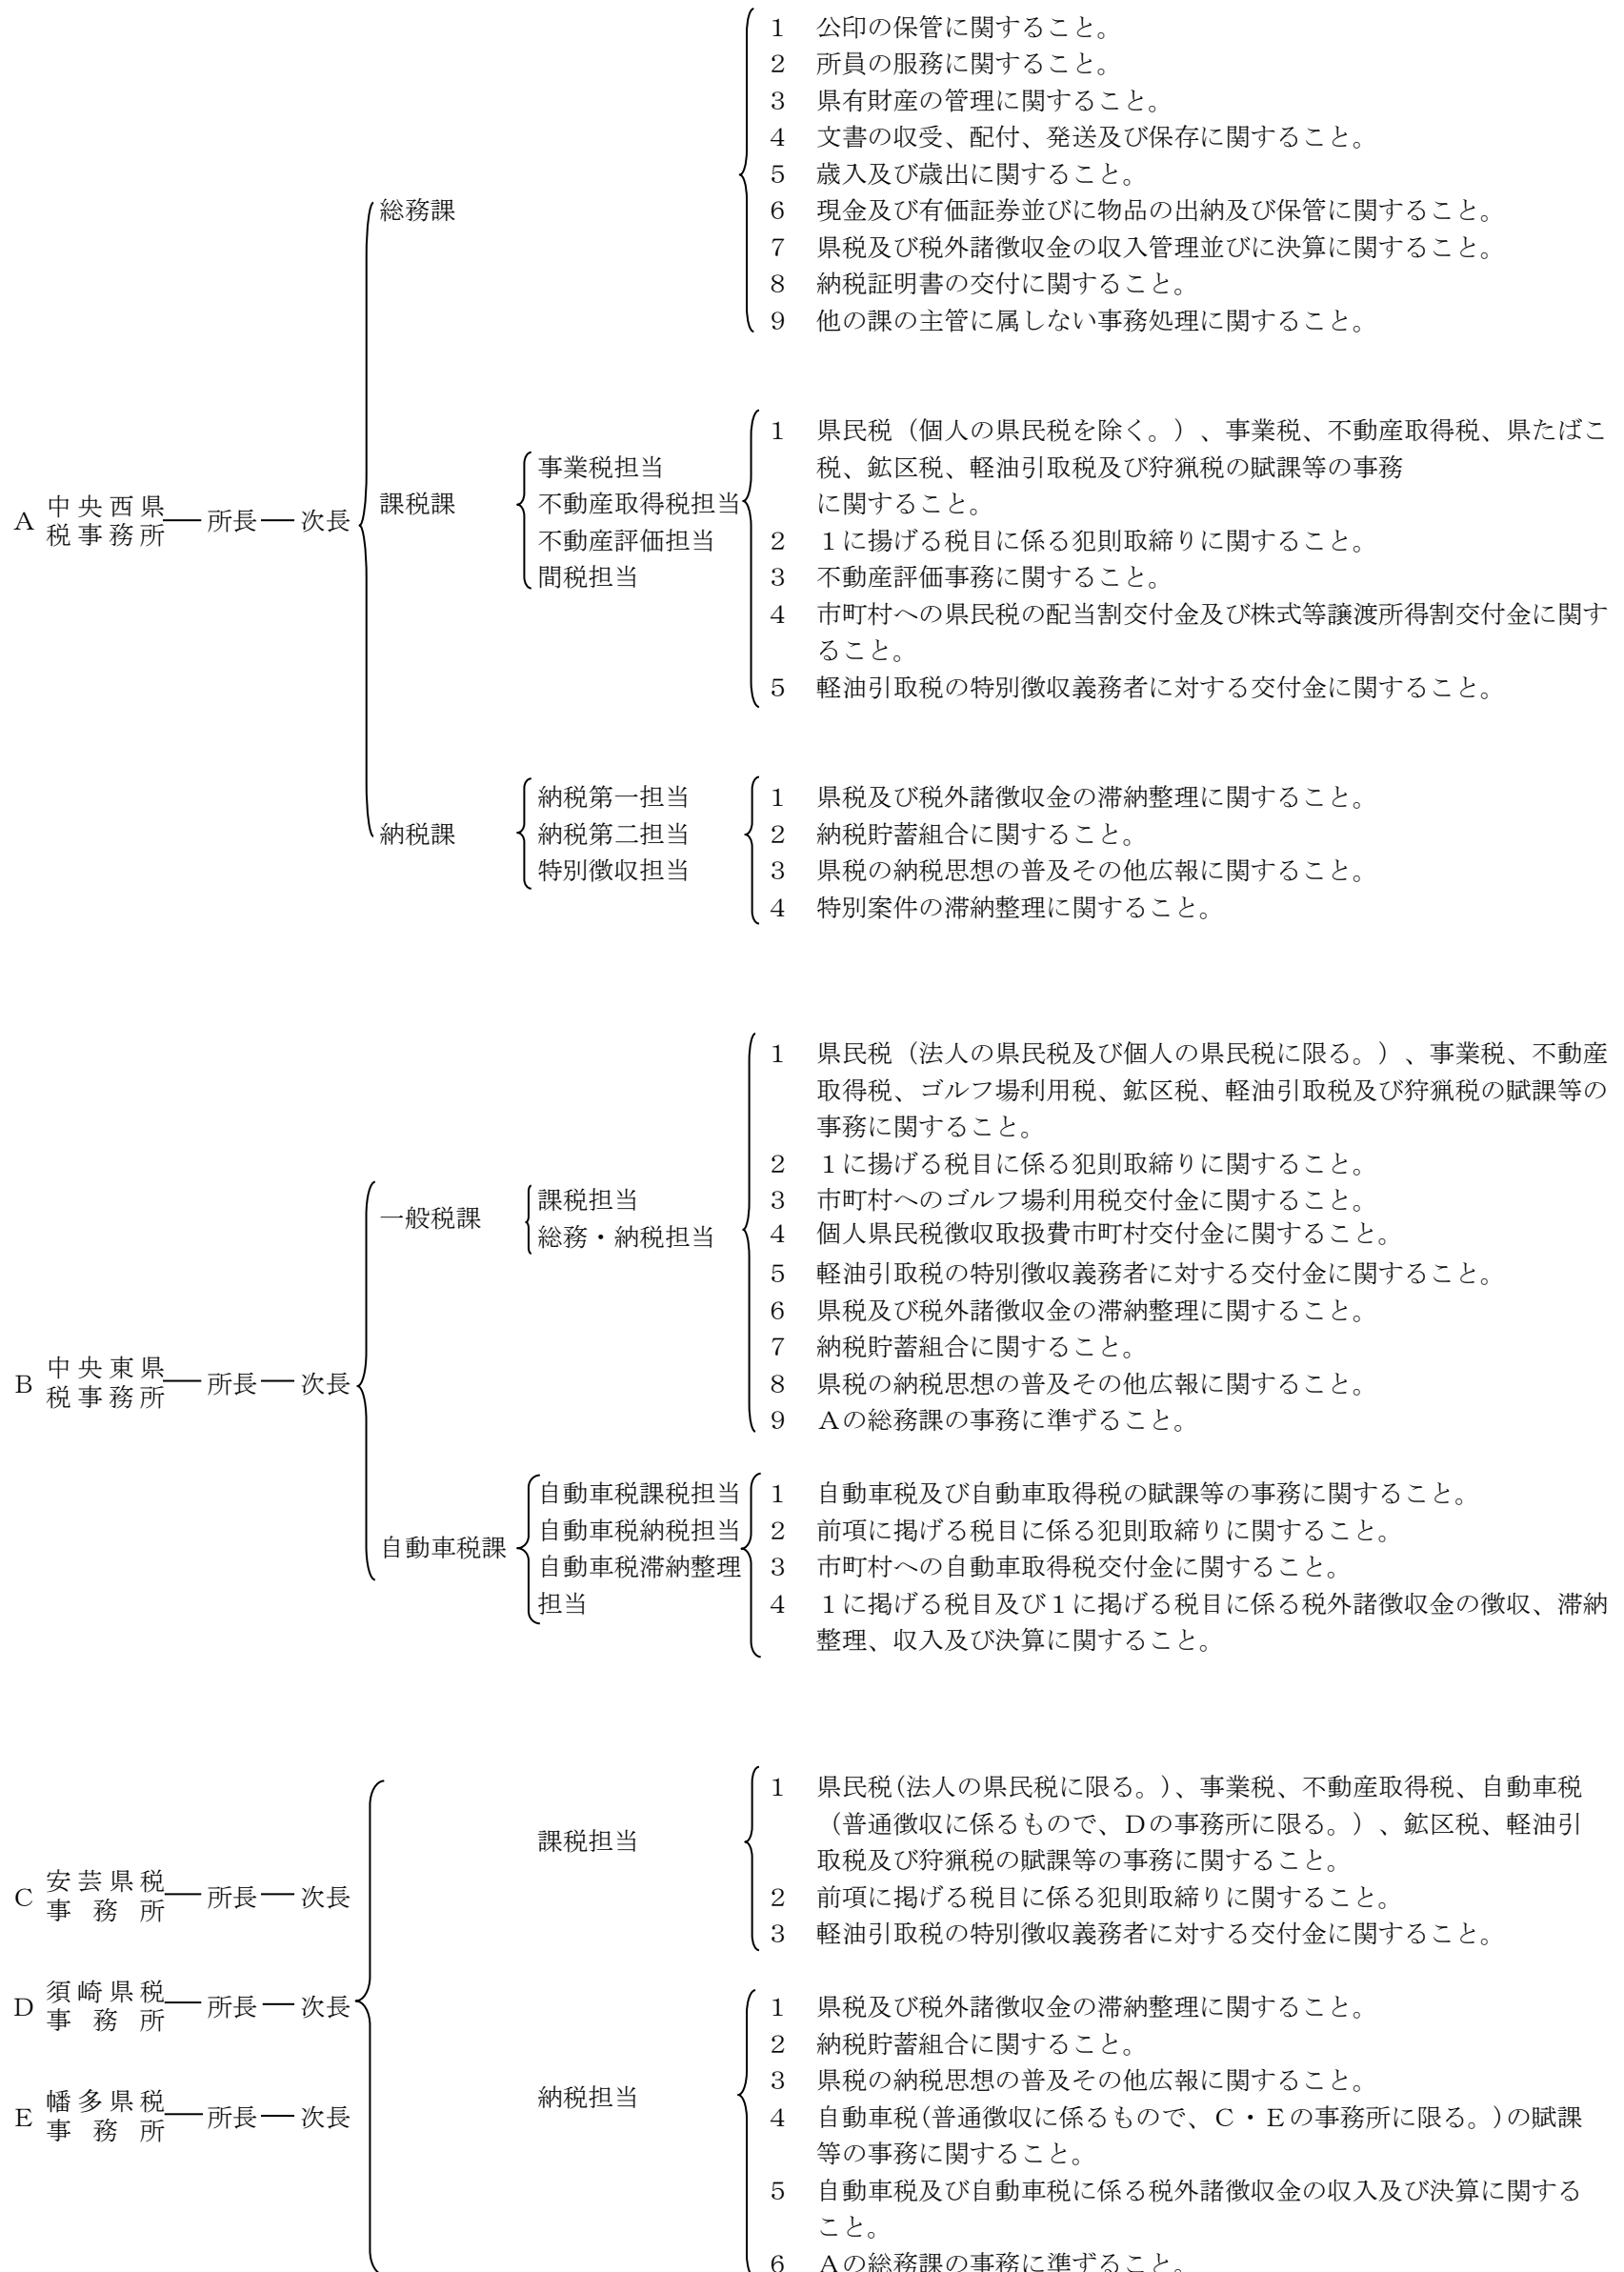 A 中央西県税事務所 所長 次長
総務課
1 公印の保管に関すること。
2 所員の服務に関すること。
3 県有財産の管理に関すること。
4 文書の収受、配付、発送及び保存に関すること。
5 歳入及び歳出に関すること。
6 現金及び有価証券並びに物品の出納及び保管に関すること。
7 県税及び税外諸徴収金の収入管理並びに決算に関すること。
8 納税証明書の交付に関すること。
9 他の課の主管に属しない事務処理に関すること。
課税課
事業税担当
不動産取得税担当
不動産評価担当
間税担当
1 県民税（個人の県民税を除く。）、事業税、不動産取得税、県たばこ
税、鉱区税、軽油引取税及び狩猟税の賦課等の事務
に関すること。
2 １に揚げる税目に係る犯則取締りに関すること。
3 不動産評価事務に関すること。
4 市町村への県民税の配当割交付金及び株式等譲渡所得割交付金に関す
ること。
5 軽油引取税の特別徴収義務者に対する交付金に関すること。
納税課
納税第一担当
納税第二担当
特別徴収担当
1 県税及び税外諸徴収金の滞納整理に関すること。
2 納税貯蓄組合に関すること。
3 県税の納税思想の普及その他広報に関すること。
4 特別案件の滞納整理に関すること。
B 中央東県税事務所 所長 次長
一般税課
課税担当
総務・納税担当
1 県民税（法人の県民税及び個人の県民税に限る。）、事業税、不動産
取得税、ゴルフ場利用税、鉱区税、軽油引取税及び狩猟税の賦課等の
事務に関すること。
2 １に揚げる税目に係る犯則取締りに関すること。
3 市町村へのゴルフ場利用税交付金に関すること。
4 個人県民税徴収取扱費市町村交付金に関すること。
5 軽油引取税の特別徴収義務者に対する交付金に関すること。
6 県税及び税外諸徴収金の滞納整理に関すること。
7 納税貯蓄組合に関すること。
8 県税の納税思想の普及その他広報に関すること。
9 Ａの総務課の事務に準ずること。
自動車税課
自動車税課税担当
自動車税納税担当
自動車税滞納整理
担当
1 自動車税及び自動車取得税の賦課等の事務に関すること。
2 前項に掲げる税目に係る犯則取締りに関すること。
3 市町村への自動車取得税交付金に関すること。
4 １に掲げる税目及び１に掲げる税目に係る税外諸徴収金の徴収、滞納
整理、収入及び決算に関すること。
C 安芸県税事務所 所長 次長
D 須崎県税事務所 所長 次長
E 幡多県税事務所 所長 次長
課税担当
1 県民税(法人の県民税に限る。)、事業税、不動産取得税、自動車税
（普通徴収に係るもので、Ｄの事務所に限る。）、鉱区税、軽油引
取税及び狩猟税の賦課等の事務に関すること。
2 前項に掲げる税目に係る犯則取締りに関すること。
3 軽油引取税の特別徴収義務者に対する交付金に関すること。
納税担当
1 県税及び税外諸徴収金の滞納整理に関すること。
2 納税貯蓄組合に関すること。
3 県税の納税思想の普及その他広報に関すること。
4 自動車税(普通徴収に係るもので、Ｃ・Ｅの事務所に限る。)の賦課
等の事務に関すること。
5 自動車税及び自動車税に係る税外諸徴収金の収入及び決算に関する
こと。
6 Ａの総務課の事務に準ずること。